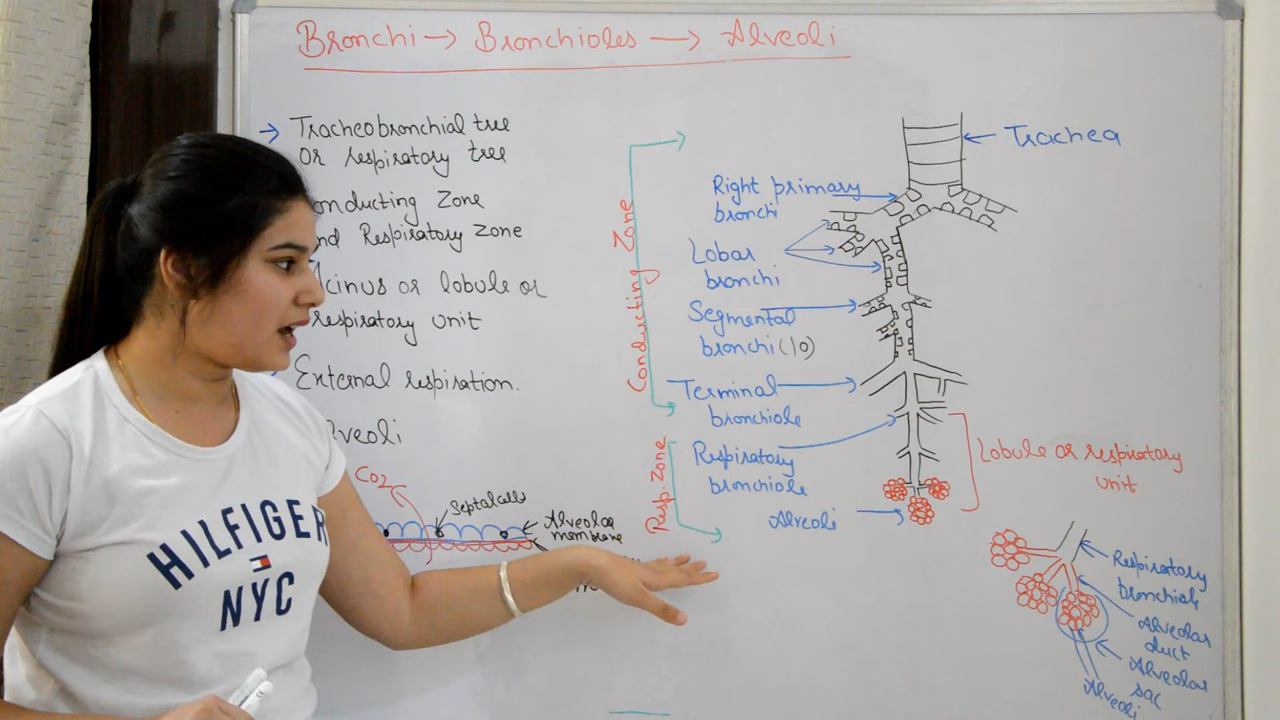 Bronchi → Bronchioles → Alveoli
→ Tracheobronchial tree
or respiratory tree
onducting Zone
nd Respiratory Zone
cinus or lobule or
respiratory unit
External respiration.
lveoli
CO2
Septal cells
Alveolar
membrane
Conducting Zone
Resp. Zone
Trachea
Right primary
bronchi
Lobar
bronchi
Segmental
bronchi (10)
Terminal
bronchiole
Respiratory
bronchiole
Alveoli
Lobule or respiratory
unit
Respiratory
bronchiole
Alveolar
duct
Alveolar
sac
Alveoli
HILFIGER
NYC